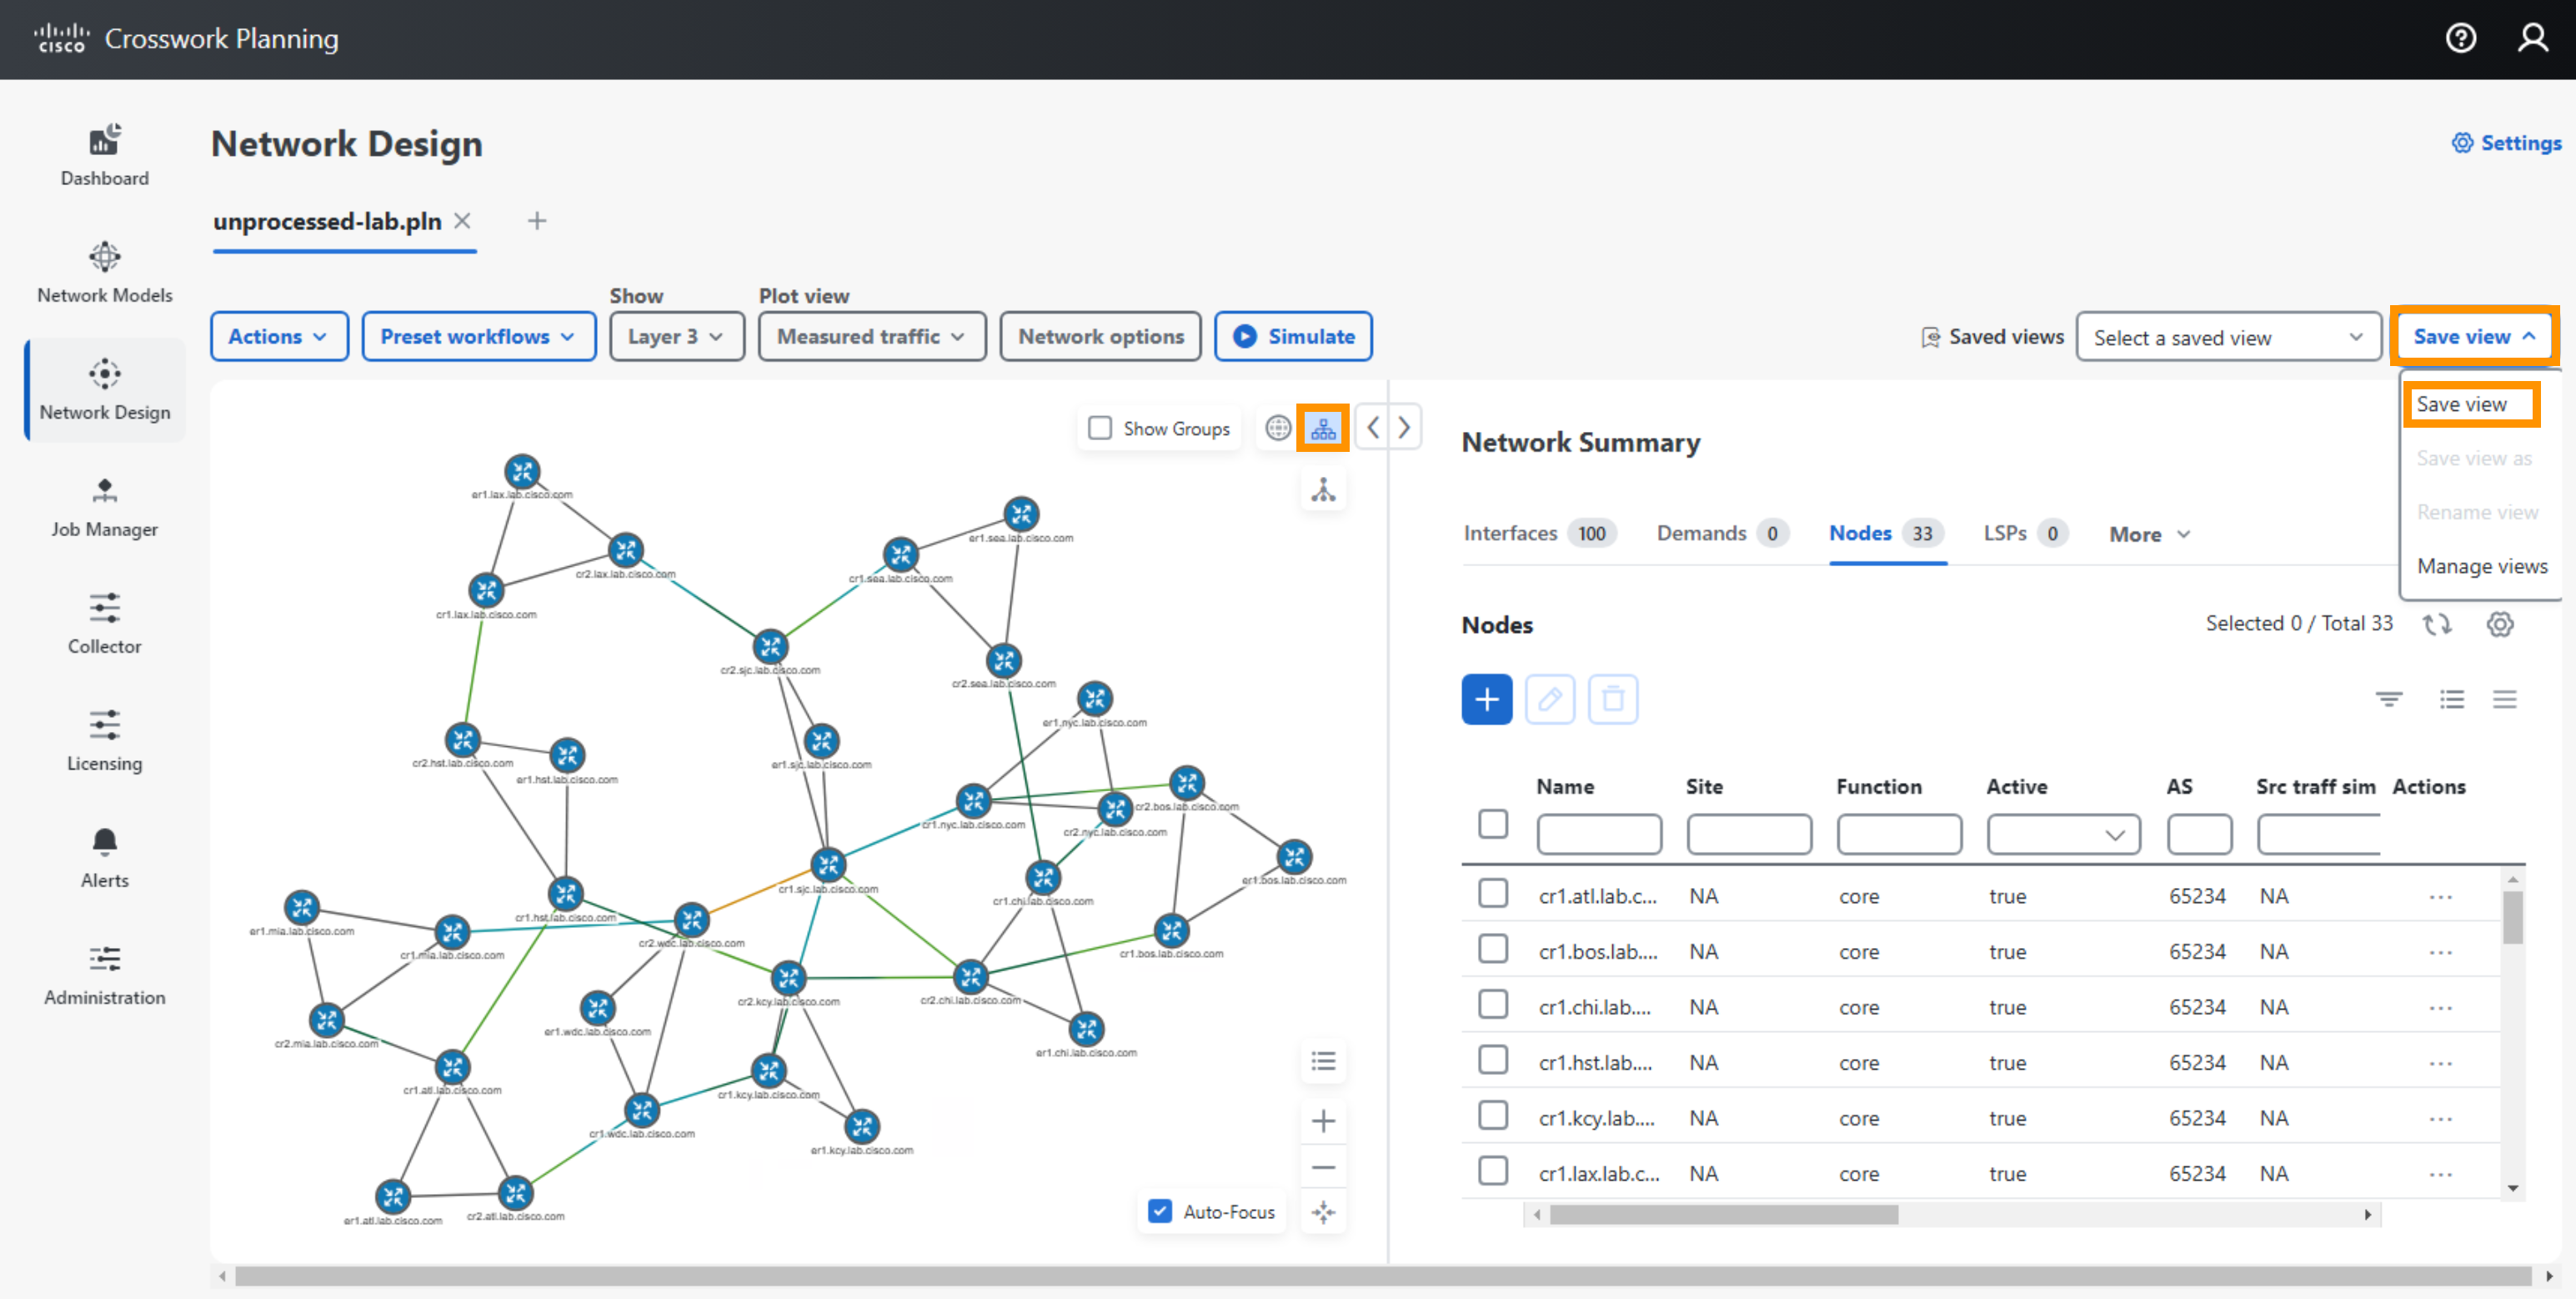 cisco Crosswork Planning
Dashboard
Network Models
Network Design
Job Manager
Collector
Licensing
Alerts
Administration
Network Design
Settings
unprocessed-lab.pln
Show
Plot view
Actions
Preset workflows
Layer 3
Measured traffic
Network options
Simulate
Saved views
Select a saved view
Save view
Save view
Save view as
Rename view
Manage views
Show Groups
er1.lax.lab.cisco.com
er1.sea.lab.cisco.com
cr2.lax.lab.cisco.com
cr1.sea.lab.cisco.com
cr1.lax.lab.cisco.com
cr2.sjc.lab.cisco.com
cr2.sea.lab.cisco.com
er1.nyc.lab.cisco.com
cr2.hst.lab.cisco.com
er1.sjc.lab.cisco.com
er1.hst.lab.cisco.com
cr2.bos.lab.cisco.com
cr1.nyc.lab.cisco.com
cr2.nyc.lab.cisco.com
er1.bos.lab.cisco.com
cr1.sjc.lab.cisco.com
cr1.chi.lab.cisco.com
cr1.hst.lab.cisco.com
er1.mia.lab.cisco.com
cr2.wdc.lab.cisco.com
cr1.mia.lab.cisco.com
cr1.bos.lab.cisco.com
cr2.kcy.lab.cisco.com
cr2.chi.lab.cisco.com
er1.wdc.lab.cisco.com
cr2.mia.lab.cisco.com
er1.chi.lab.cisco.com
cr1.atl.lab.cisco.com
cr1.kcy.lab.cisco.com
cr1.wdc.lab.cisco.com
er1.kcy.lab.cisco.com
er1.atl.lab.cisco.com
cr2.atl.lab.cisco.com
Auto-Focus
Network Summary
Interfaces 100
Demands 0
Nodes 33
LSPs 0
More
Nodes
Selected 0 / Total 33
Name Site Function Active AS Src traff sim Actions
cr1.atl.lab.c... NA core true 65234 NA ...
cr1.bos.lab.... NA core true 65234 NA ...
cr1.chi.lab.... NA core true 65234 NA ...
cr1.hst.lab.... NA core true 65234 NA ...
cr1.kcy.lab.... NA core true 65234 NA ...
cr1.lax.lab.c... NA core true 65234 NA ...